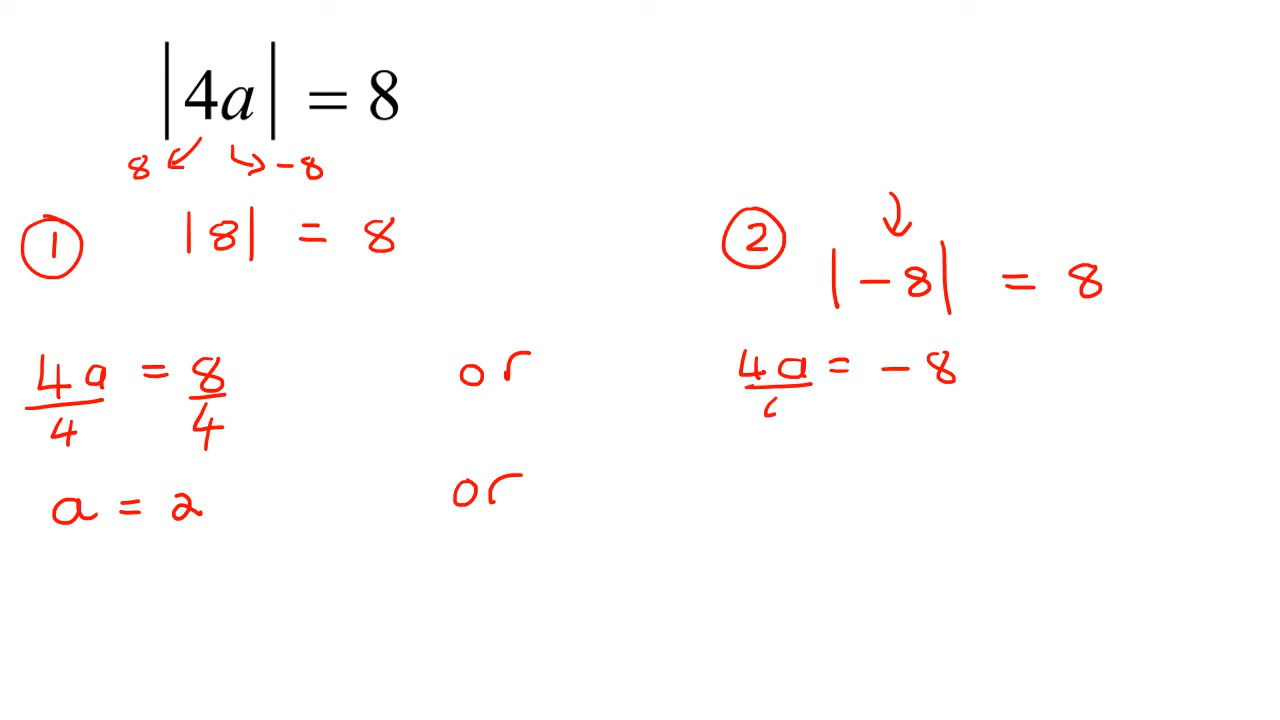 |4a| = 8
8 ↙ ↘ -8
① |8| = 8
4a = 8
4 4
or
a = 2
or
② ↓
|-8| = 8
4a = -8